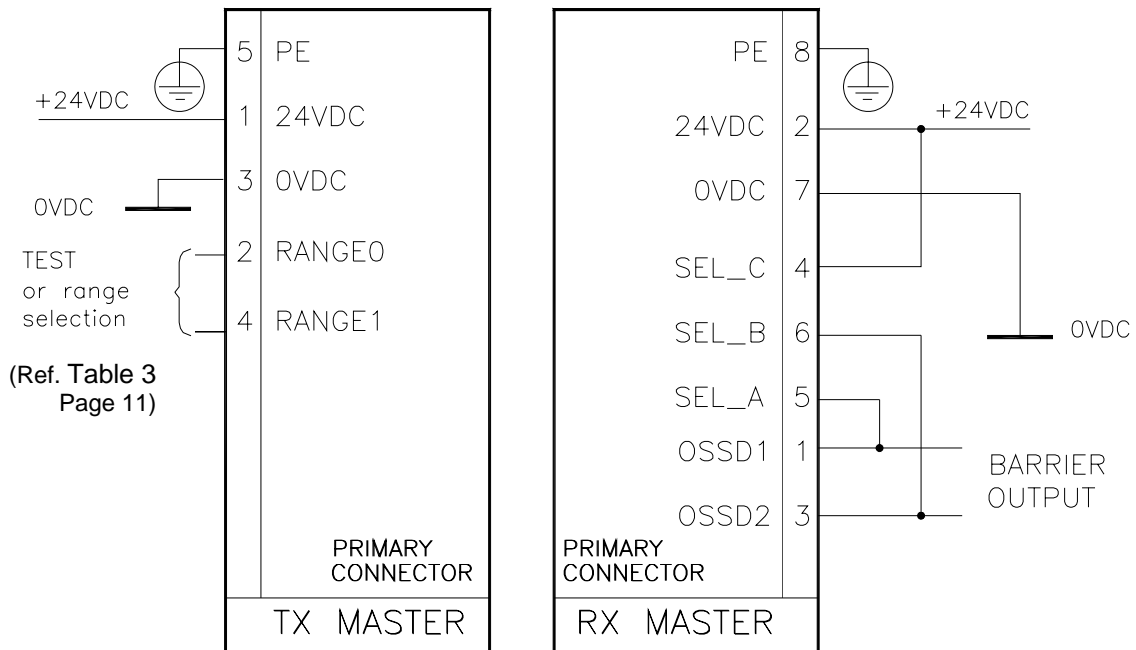 5 PE
+24VDC
1 24VDC
3 0VDC
0VDC
2 RANGE0
TEST
or range
selection
4 RANGE1
(Ref. Table 3
Page 11)
PRIMARY
CONNECTOR
TX MASTER
PE 8
+24VDC
24VDC 2
0VDC 7
SEL_C 4
SEL_B 6
0VDC
SEL_A 5
OSSD1 1
BARRIER
OUTPUT
OSSD2 3
PRIMARY
CONNECTOR
RX MASTER